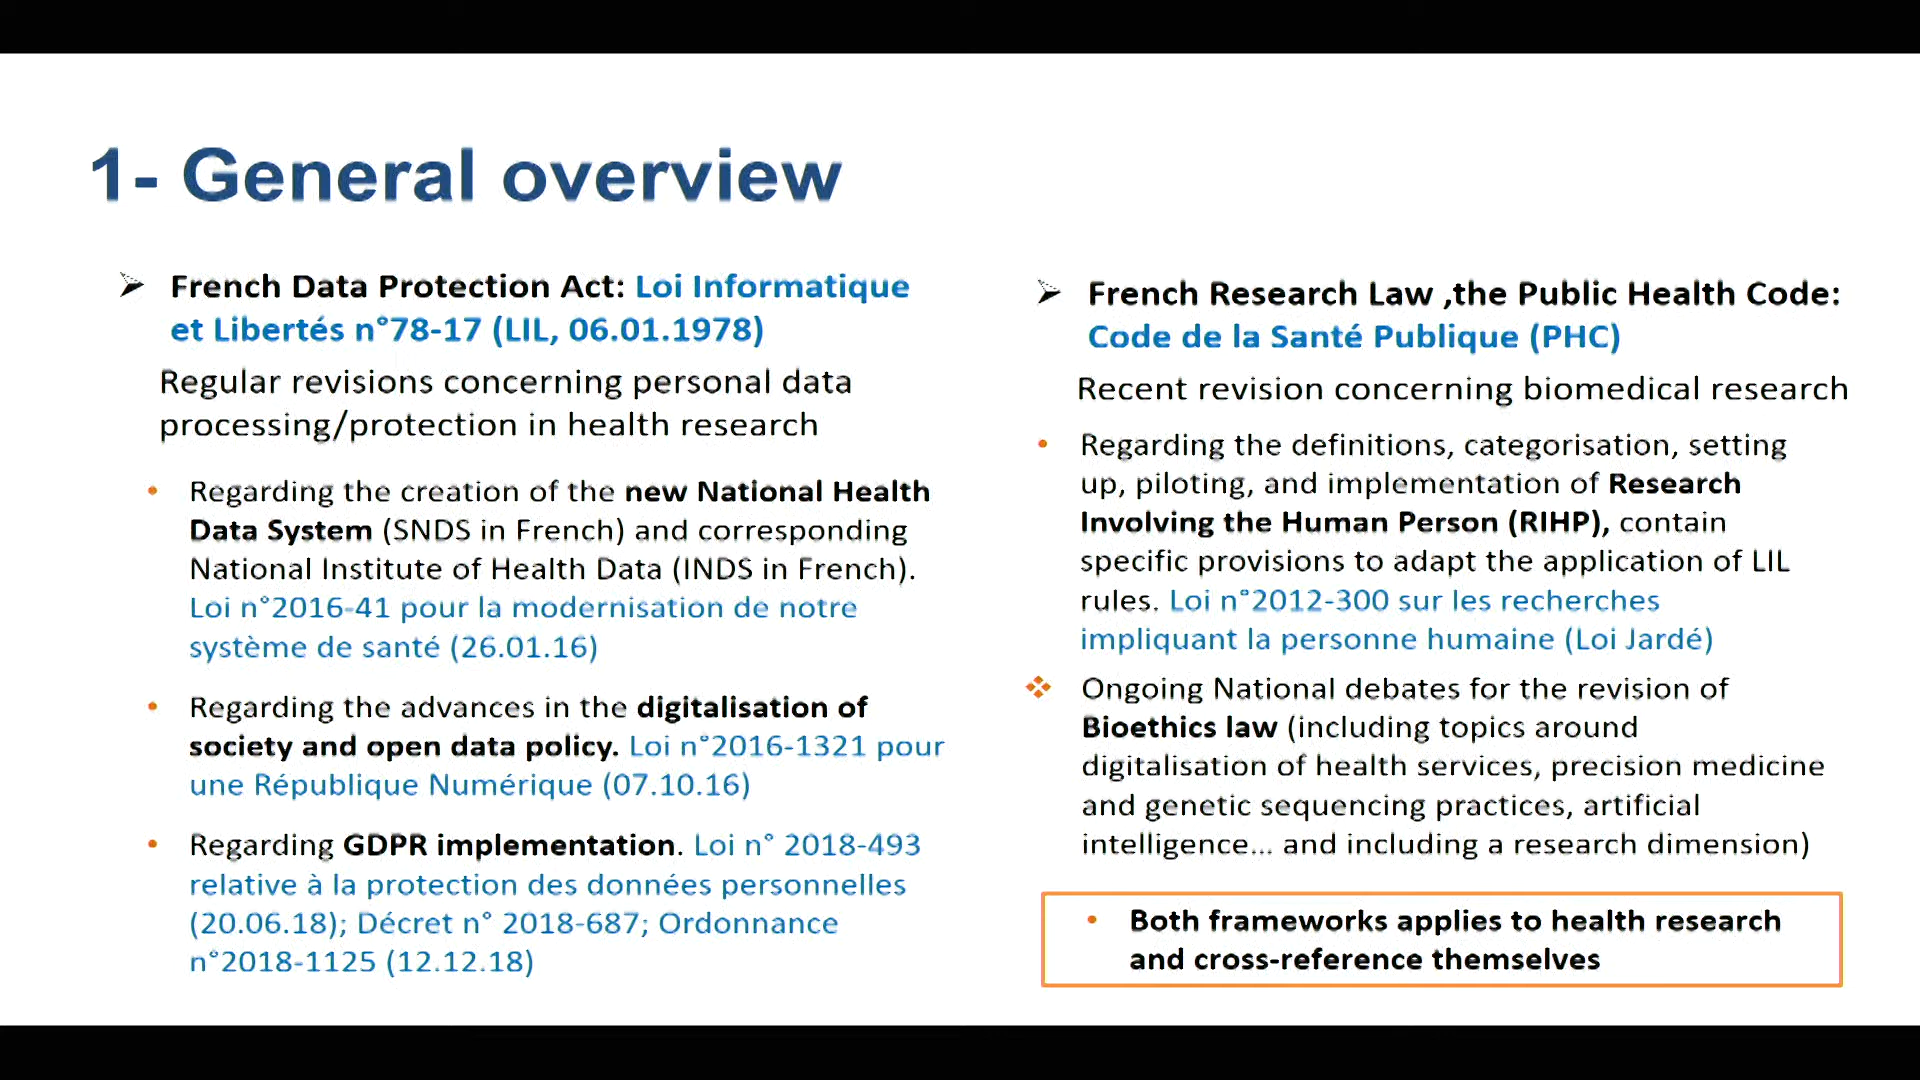 1- General overview
French Data Protection Act: Loi Informatique
et Libertés n°78-17 (LIL, 06.01.1978)
Regular revisions concerning personal data
processing/protection in health research
• Regarding the creation of the new National Health
Data System (SNDS in French) and corresponding
National Institute of Health Data (INDS in French).
Loi n°2016-41 pour la modernisation de notre
système de santé (26.01.16)
• Regarding the advances in the digitalisation of
society and open data policy. Loi n°2016-1321 pour
une République Numérique (07.10.16)
• Regarding GDPR implementation. Loi n° 2018-493
relative à la protection des données personnelles
(20.06.18); Décret n° 2018-687; Ordonnance
n°2018-1125 (12.12.18)
French Research Law ,the Public Health Code:
Code de la Santé Publique (PHC)
Recent revision concerning biomedical research
• Regarding the definitions, categorisation, setting
up, piloting, and implementation of Research
Involving the Human Person (RIHP), contain
specific provisions to adapt the application of LIL
rules. Loi n°2012-300 sur les recherches
impliquant la personne humaine (Loi Jardé)
Ongoing National debates for the revision of
Bioethics law (including topics around
digitalisation of health services, precision medicine
and genetic sequencing practices, artificial
intelligence... and including a research dimension)
• Both frameworks applies to health research
and cross-reference themselves